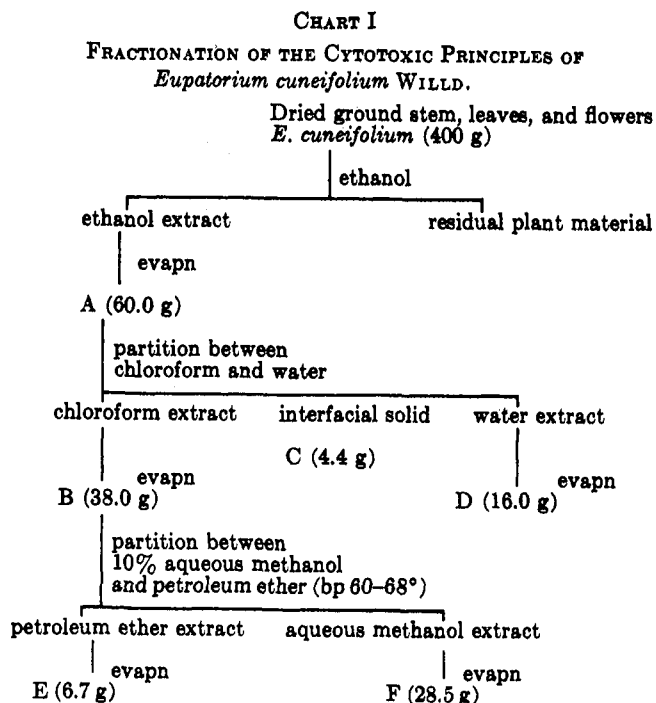 CHART I
FRACTIONATION OF THE CYTOTOXIC PRINCIPLES OF
Eupatorium cuneifolium WILLD.
Dried ground stem, leaves, and flowers
E. cuneifolium (400 g)
ethanol
ethanol extract residual plant material
evapn
A (60.0 g)
partition between
chloroform and water
chloroform extract interfacial solid water extract
C (4.4 g)
evapn evapn
B (38.0 g) D (16.0 g)
partition between
10% aqueous methanol
and petroleum ether (bp 60–68°)
petroleum ether extract aqueous methanol extract
evapn evapn
E (6.7 g) F (28.5 g)